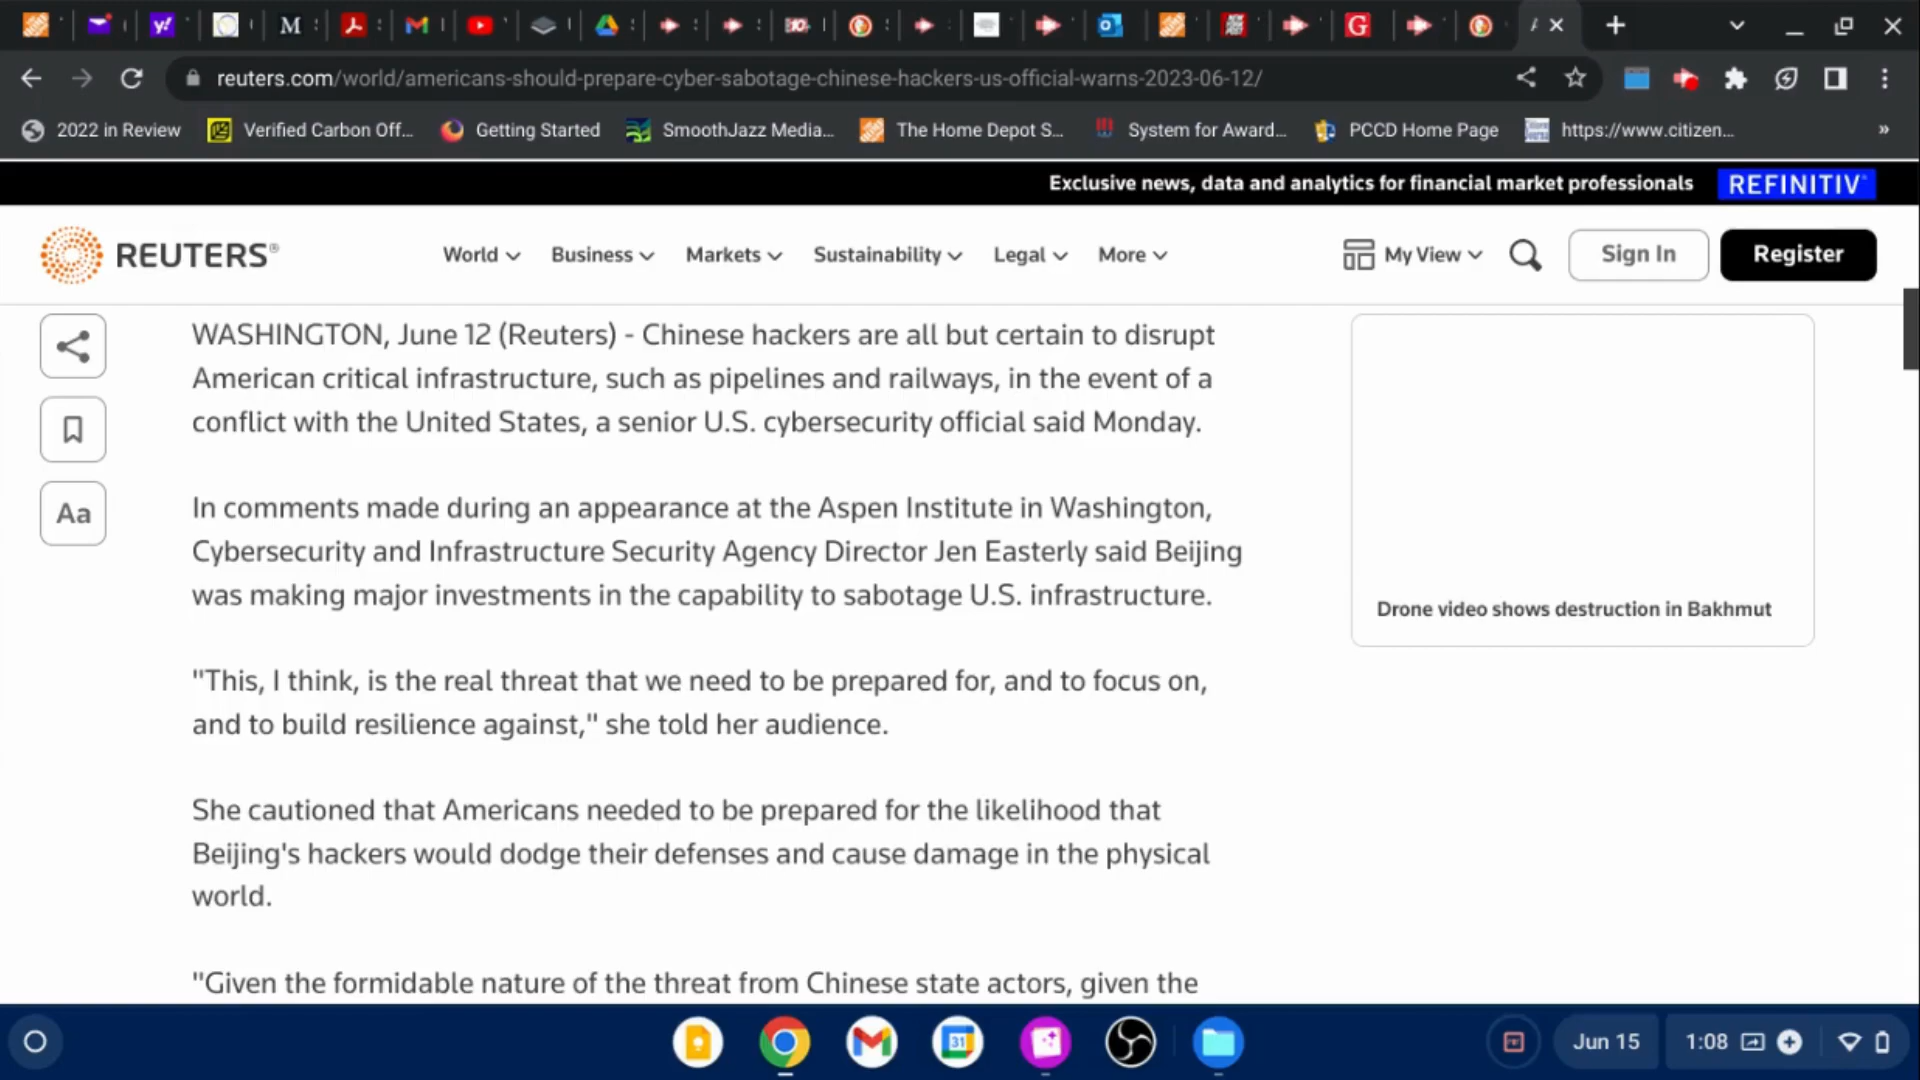 reuters.com/world/americans-should-prepare-cyber-sabotage-chinese-hackers-us-official-warns-2023-06-12/
2022 in Review
Verified Carbon Off...
Getting Started
SmoothJazz Media...
The Home Depot S...
System for Award...
PCCD Home Page
https://www.citizen...
»
Exclusive news, data and analytics for financial market professionals
REFINITIV
REUTERS®
World
Business
Markets
Sustainability
Legal
More
My View
Sign In
Register
WASHINGTON, June 12 (Reuters) - Chinese hackers are all but certain to disrupt
American critical infrastructure, such as pipelines and railways, in the event of a
conflict with the United States, a senior U.S. cybersecurity official said Monday.
Aa
In comments made during an appearance at the Aspen Institute in Washington,
Cybersecurity and Infrastructure Security Agency Director Jen Easterly said Beijing
was making major investments in the capability to sabotage U.S. infrastructure.
Drone video shows destruction in Bakhmut
"This, I think, is the real threat that we need to be prepared for, and to focus on,
and to build resilience against," she told her audience.
She cautioned that Americans needed to be prepared for the likelihood that
Beijing's hackers would dodge their defenses and cause damage in the physical
world.
"Given the formidable nature of the threat from Chinese state actors, given the
31
Jun 15
1:08